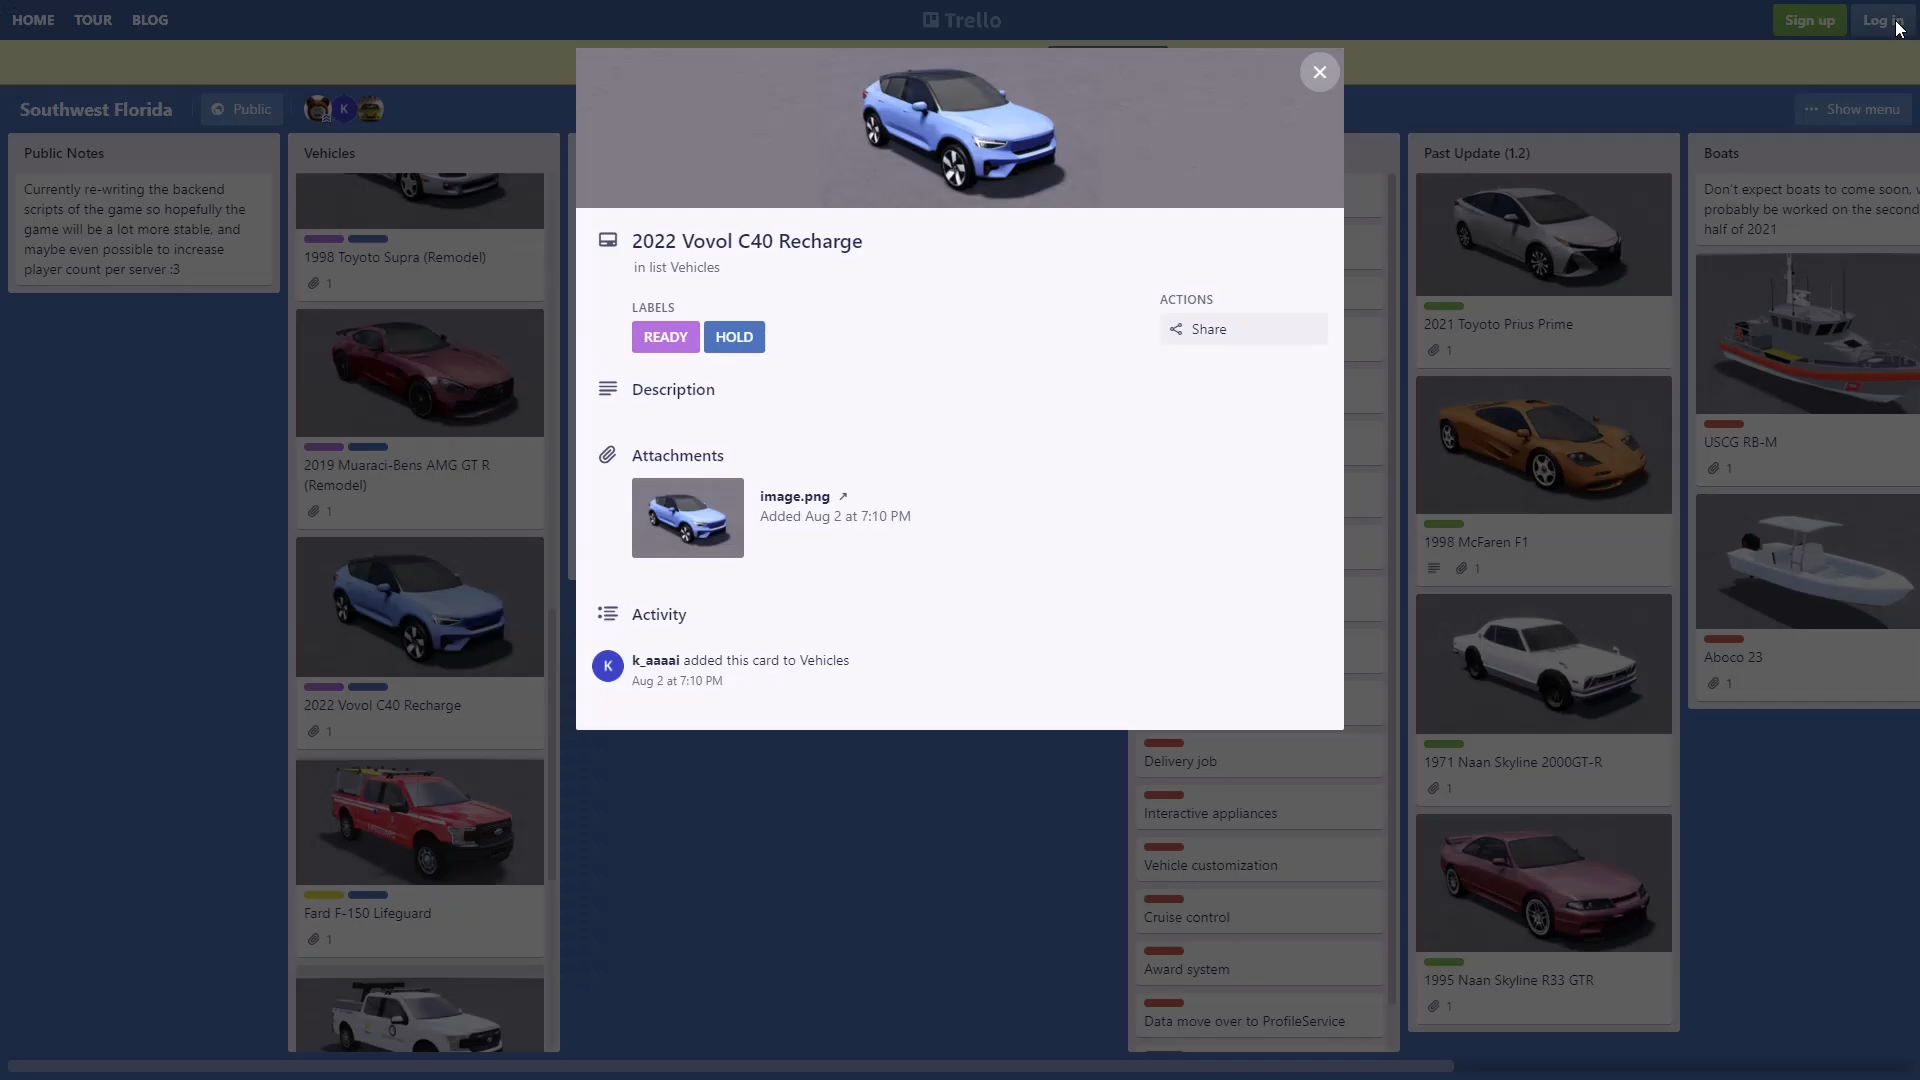 HOME TOUR BLOG
Trello
Sign up Log in
Southwest Florida Public K
Show menu
Public Notes
Currently re-writing the backend
scripts of the game so hopefully the
game will be a lot more stable, and
maybe even possible to increase
player count per server :3
Vehicles
1998 Toyoto Supra (Remodel)
1
2019 Muaraci-Bens AMG GT R
(Remodel)
1
2022 Vovol C40 Recharge
1
Fard F-150 Lifeguard
1
2022 Vovol C40 Recharge
in list Vehicles
LABELS
READY HOLD
ACTIONS
Share
Description
Attachments
image.png
Added Aug 2 at 7:10 PM
Activity
K
k_aaaai added this card to Vehicles
Aug 2 at 7:10 PM
Delivery job
Interactive appliances
Vehicle customization
Cruise control
Award system
Data move over to ProfileService
Past Update (1.2)
2021 Toyoto Prius Prime
1
1998 McFaren F1
1
1971 Naan Skyline 2000GT-R
1
1995 Naan Skyline R33 GTR
1
Boats
Don't expect boats to come soon,
probably be worked on the second
half of 2021
USCG RB-M
1
Aboco 23
1